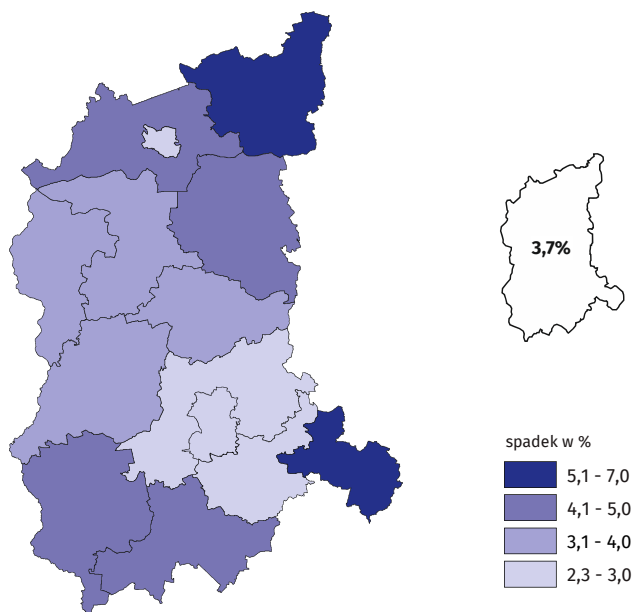 3,7%
spadek w %
5,1 - 7,0
4,1 - 5,0
3,1 - 4,0
2,3 - 3,0